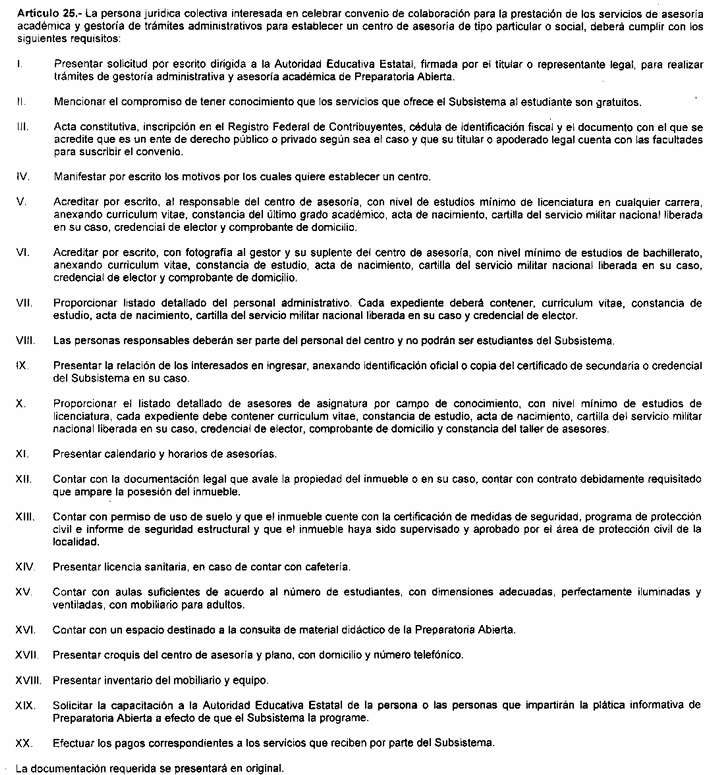 Artículo 25.- La persona jurídica colectiva interesada en celebrar convenio de colaboración para la prestación de los servicios de asesoría
académica y gestoría de trámites administrativos para establecer un centro de asesoría de tipo particular o social, deberá cumplir con los
siguientes requisitos:
I. Presentar solicitud por escrito dirigida a la Autoridad Educativa Estatal, firmada por el titular o representante legal, para realizar
trámites de gestoría administrativa y asesoría académica de Preparatoria Abierta.
II. Mencionar el compromiso de tener conocimiento que los servicios que ofrece el Subsistema al estudiante son gratuitos.
III. Acta constitutiva, inscripción en el Registro Federal de Contribuyentes, cédula de identificación fiscal y el documento con el que se
acredite que es un ente de derecho público o privado según sea el caso y que su titular o apoderado legal cuenta con las facultades
para suscribir el convenio.
IV. Manifestar por escrito los motivos por los cuales quiere establecer un centro.
V. Acreditar por escrito, al responsable del centro de asesoría, con nivel de estudios mínimo de licenciatura en cualquier carrera,
anexando curriculum vitae, constancia del último grado académico, acta de nacimiento, cartilla del servicio militar nacional liberada
en su caso, credencial de elector y comprobante de domicilio.
VI. Acreditar por escrito, con fotografía al gestor y su suplente del centro de asesoría, con nivel mínimo de estudios de bachillerato,
anexando curriculum vitae, constancia de estudio, acta de nacimiento, cartilla del servicio militar nacional liberada en su caso,
credencial de elector y comprobante de domicilio.
VII. Proporcionar listado detallado del personal administrativo. Cada expediente deberá contener, curriculum vitae, constancia de
estudio, acta de nacimiento, cartilla del servicio militar nacional liberada en su caso y credencial de elector.
VIII. Las personas responsables deberán ser parte del personal del centro y no podrán ser estudiantes del Subsistema.
IX. Presentar la relación de los interesados en ingresar, anexando identificación oficial o copia del certificado de secundaria o credencial
del Subsistema en su caso.
X. Proporcionar el listado detallado de asesores de asignatura por campo de conocimiento, con nivel mínimo de estudios de
licenciatura, cada expediente debe contener curriculum vitae, constancia de estudio, acta de nacimiento, cartilla del servicio militar
nacional liberada en su caso, credencial de elector, comprobante de domicilio y constancia del taller de asesores.
XI. Presentar calendario y horarios de asesorías.
XII. Contar con la documentación legal que avale la propiedad del inmueble o en su caso, contar con contrato debidamente requisitado
que ampare la posesión del inmueble.
XIII. Contar con permiso de uso de suelo y que el inmueble cuente con la certificación de medidas de seguridad, programa de protección
civil e informe de seguridad estructural y que el inmueble haya sido supervisado y aprobado por el área de protección civil de la
localidad.
XIV. Presentar licencia sanitaria, en caso de contar con cafetería.
XV. Contar con aulas suficientes de acuerdo al número de estudiantes, con dimensiones adecuadas, perfectamente iluminadas y
ventiladas, con mobiliario para adultos.
XVI. Contar con un espacio destinado a la consulta de material didáctico de la Preparatoria Abierta.
XVII. Presentar croquis del centro de asesoría y plano, con domicilio y número telefónico.
XVIII. Presentar inventario del mobiliario y equipo.
XIX. Solicitar la capacitación a la Autoridad Educativa Estatal de la persona o las personas que impartirán la plática informativa de
Preparatoria Abierta a efecto de que el Subsistema la programe.
XX. Efectuar los pagos correspondientes a los servicios que reciben por parte del Subsistema.
La documentación requerida se presentará en original.